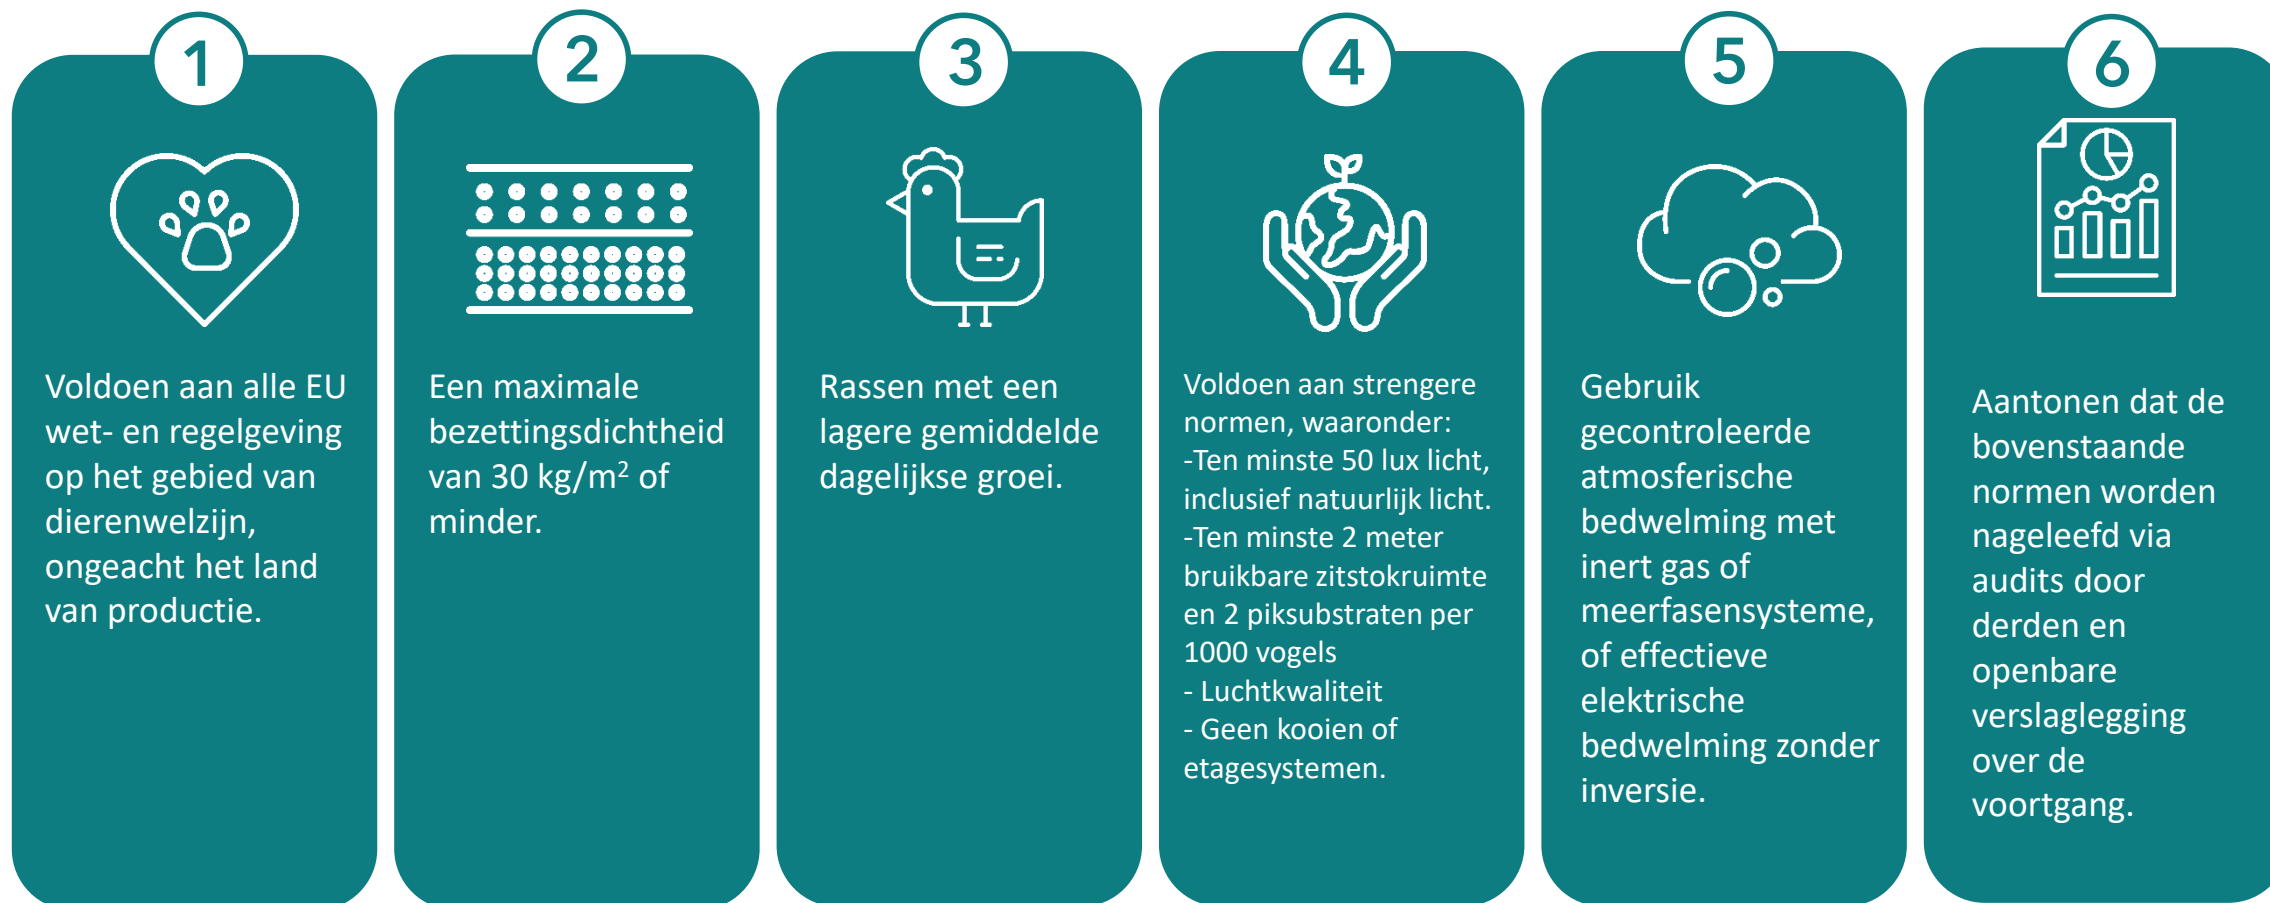 1
Voldoen aan alle EU
wet- en regelgeving
op het gebied van
dierenwelzijn,
ongeacht het land
van productie.
2
Een maximale
bezettingsdichtheid
van 30 kg/m² of
minder.
3
Rassen met een
lagere gemiddelde
dagelijkse groei.
4
Voldoen aan strengere
normen, waaronder:
-Ten minste 50 lux licht,
inclusief natuurlijk licht.
-Ten minste 2 meter
bruikbare zitstokruimte
en 2 piksubstraten per
1000 vogels
- Luchtkwaliteit
- Geen kooien of
etagesystemen.
5
Gebruik
gecontroleerde
atmosferische
bedwelming met
inert gas of
meerfasensysteme,
of effectieve
elektrische
bedwelming zonder
inversie.
6
Aantonen dat de
bovenstaande
normen worden
nageleefd via
audits door
derden en
openbare
verslaglegging
over de
voortgang.